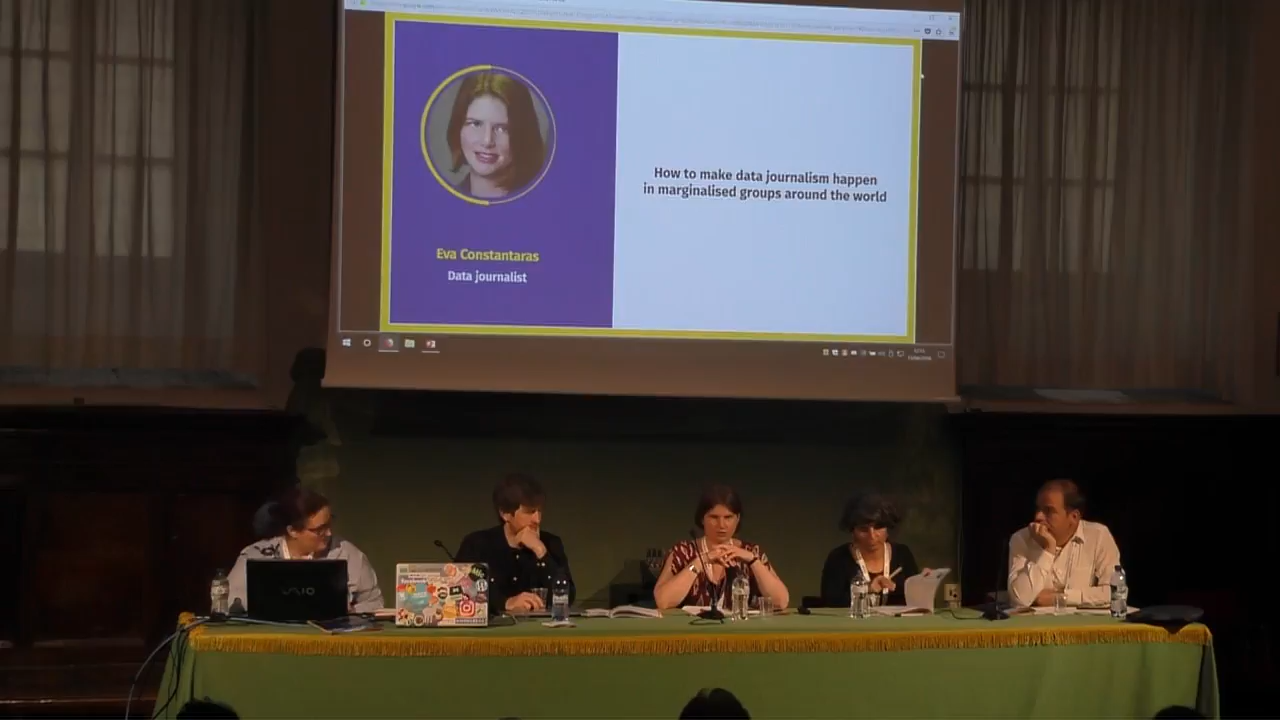 How to make data journalism happen
in marginalised groups around the world
Eva Constantaras
Data journalist
VAIO